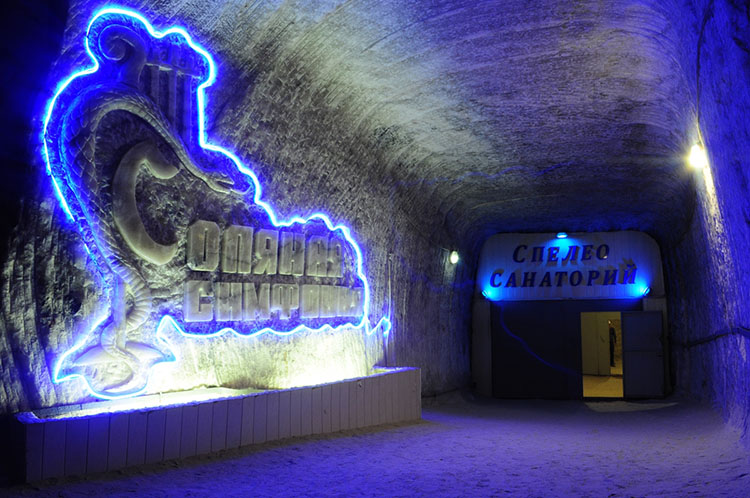 Соляная
симфония
Спелео
Санаторий